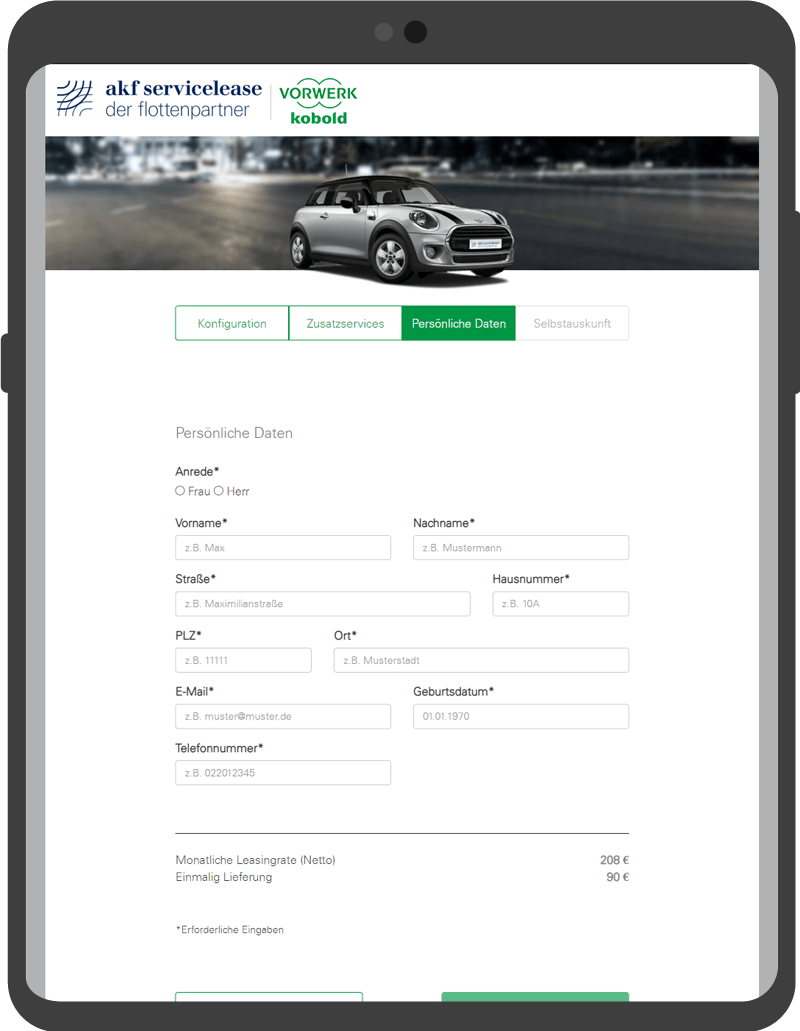 akf servicelease
der flottenpartner
VORWERK
kobold
Konfiguration
Zusatzservices
Persönliche Daten
Selbstauskunft
Persönliche Daten
Anrede*
Frau
Herr
Vorname*
Nachname*
z.B. Max
z.B. Mustermann
Straße*
Hausnummer*
z.B. Maximilianstraße
z.B. 10A
PLZ*
Ort*
z.B. 11111
z.B. Musterstadt
E-Mail*
Geburtsdatum*
z.B. muster@muster.de
01.01.1970
Telefonnummer*
z.B. 022012345
Monatliche Leasingrate (Netto)
208 €
Einmalig Lieferung
90 €
*Erforderliche Eingaben